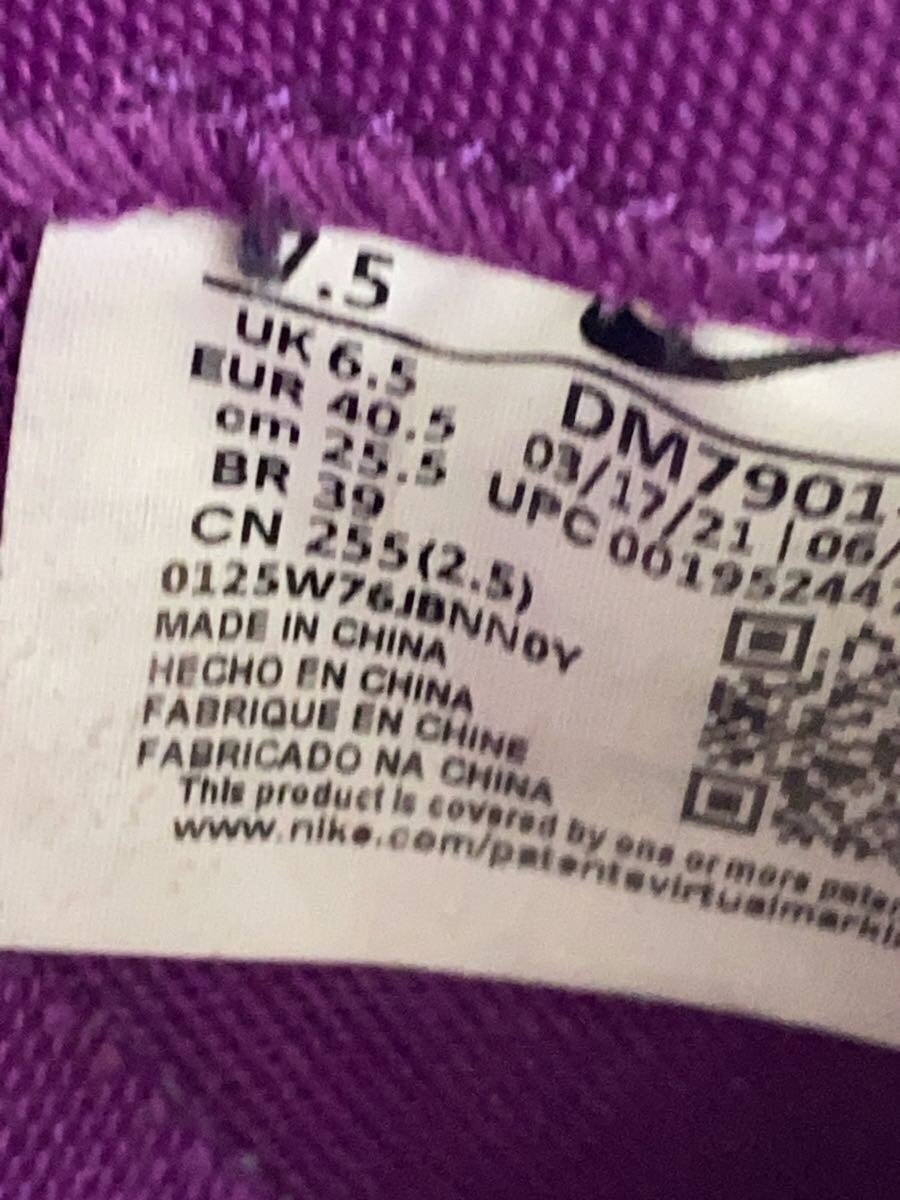 7.5
UK 6.5
EUR 40.5
cm 25.5
BR 39
CN 255(2.5)
0125W76JBNN0Y
MADE IN CHINA
HECHO EN CHINA
FABRIQUE EN CHINE
FABRICADO NA CHINA
This product is covered by one or more
www.nike.com/patentsvirtualmarki
DM7901
03/17/21 | 06/
UPC 0019524